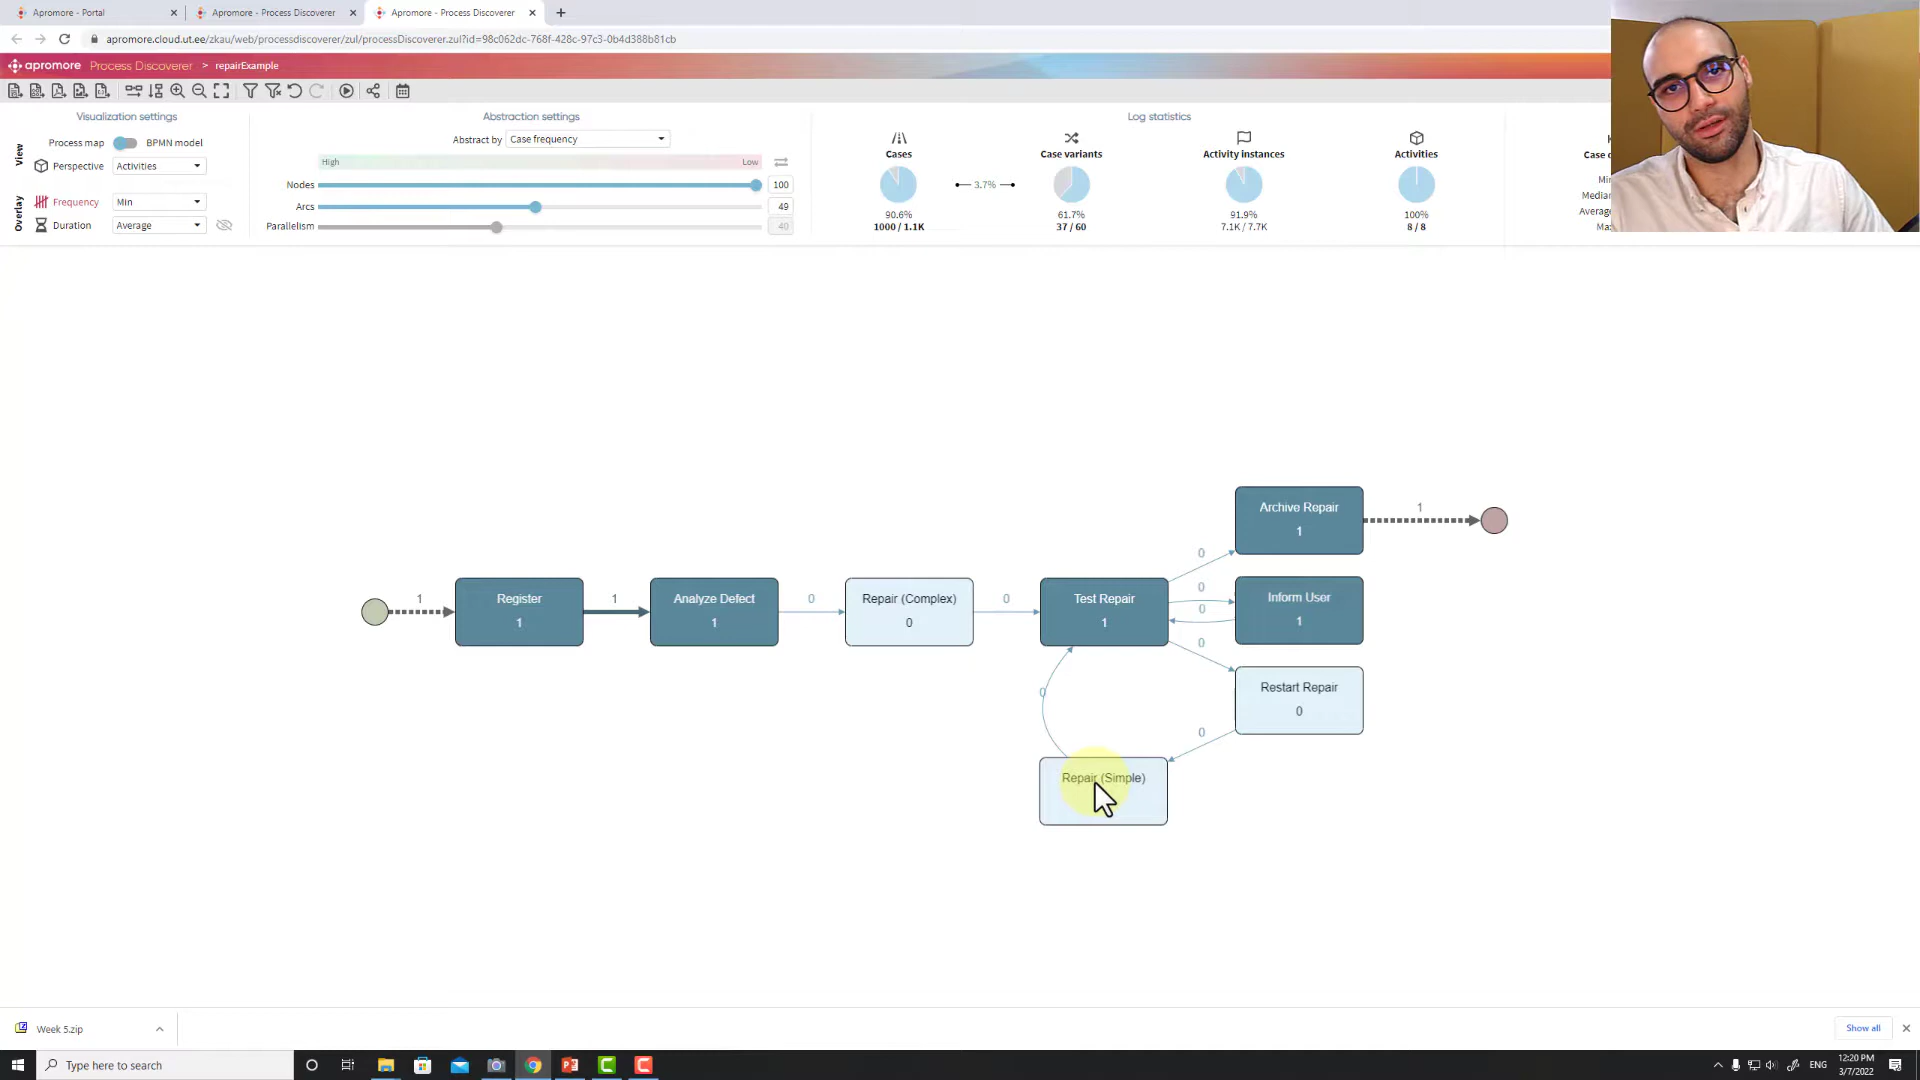 Apromore - Portal
Apromore - Process Discoverer
Apromore - Process Discoverer
apromore.cloud.ut.ee/zkau/web/processdiscoverer/zul/processDiscoverer.zul?id=98c062dc-768f-428c-97c3-0b4d388b81cb
apromore Process Discoverer > repairExample
Visualization settings
View
Process map BPMN model
Perspective Activities
Overlay
Frequency Min
Duration Average
Abstraction settings
Abstract by Case frequency
High Low
Nodes 100
Arcs 49
Parallelism 40
Log statistics
Cases
90.6%
1000 / 1.1K
3.7%
Case variants
61.7%
37 / 60
Activity instances
91.9%
7.1K / 7.7K
Activities
100%
8 / 8
Case
Median
Average
1
Register
1
1
Analyze Defect
1
0
Repair (Complex)
0
0
Test Repair
1
0
0
0
0
Archive Repair
1
1
Inform User
1
Restart Repair
0
0
0
Repair (Simple)
Week 5.zip
Show all
Type here to search
ENG
12:20 PM
3/7/2022